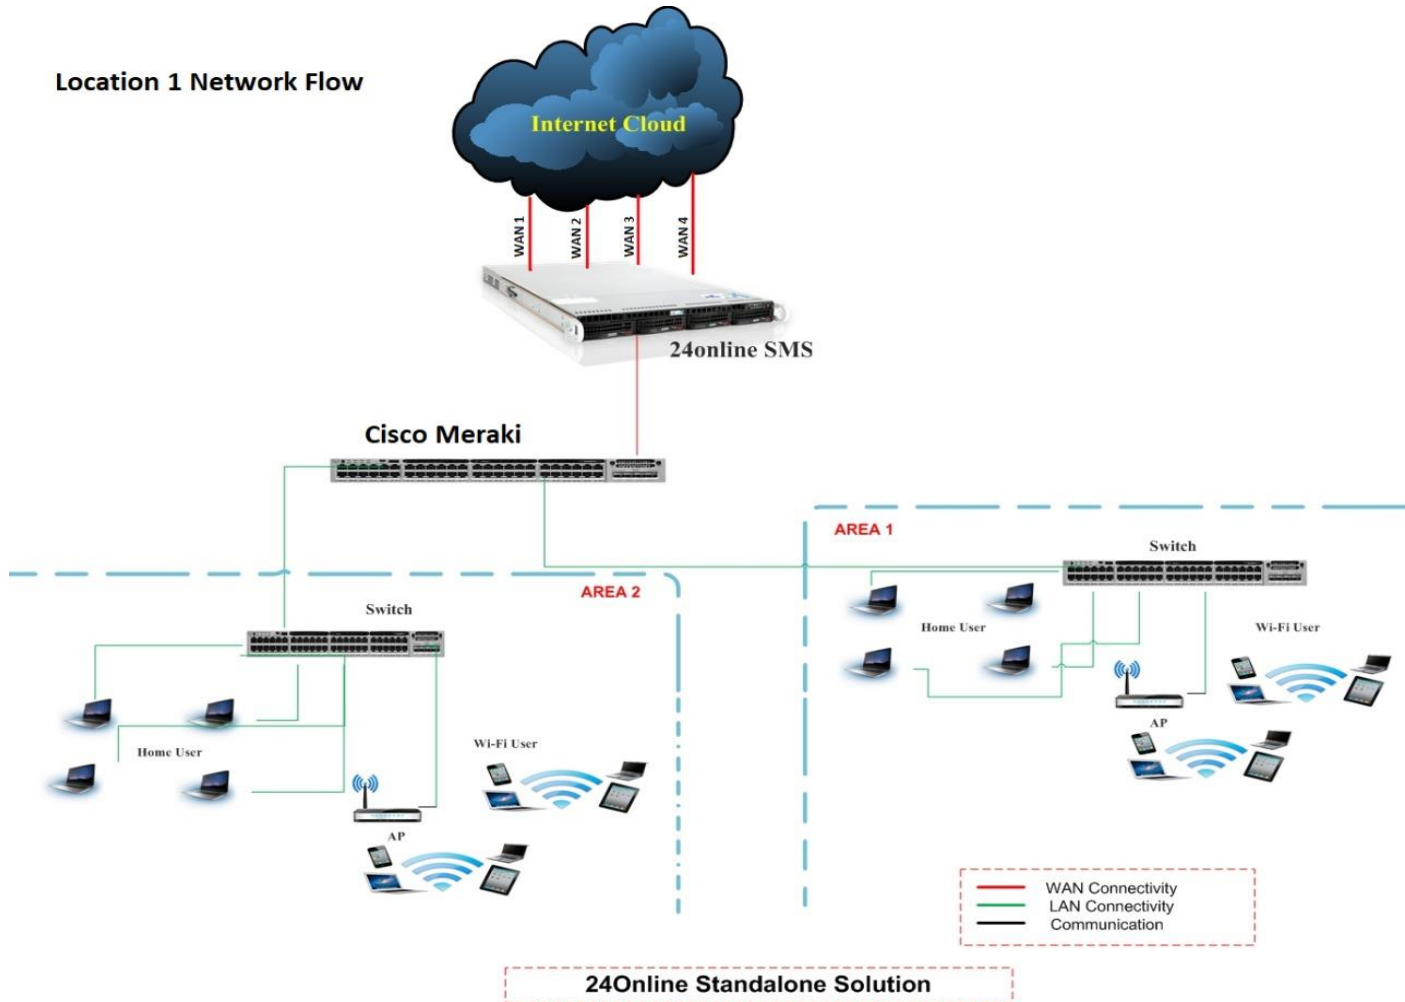 Location 1 Network Flow
Internet Cloud
WAN 1
WAN 2
WAN 3
WAN 4
24online SMS
Cisco Meraki
AREA 1
Switch
Home User
Wi-Fi User
AP
AREA 2
Switch
Home User
Wi-Fi User
AP
WAN Connectivity
LAN Connectivity
Communication
24Online Standalone Solution